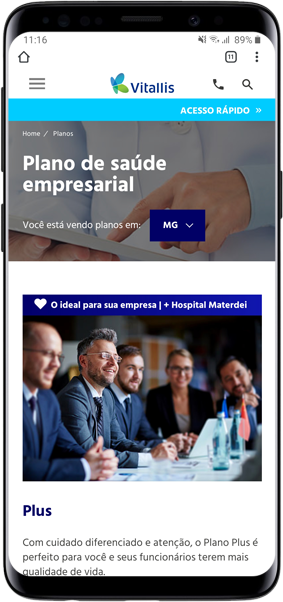 11:16
89%
11
Vitallis
ACESSO RÁPIDO »
Home / Planos
Plano de saúde
empresarial
Você está vendo planos em:
MG
O ideal para sua empresa | + Hospital Materdei
Plus
Com cuidado diferenciado e atenção, o Plano Plus é
perfeito para você e seus funcionários terem mais
qualidade de vida.